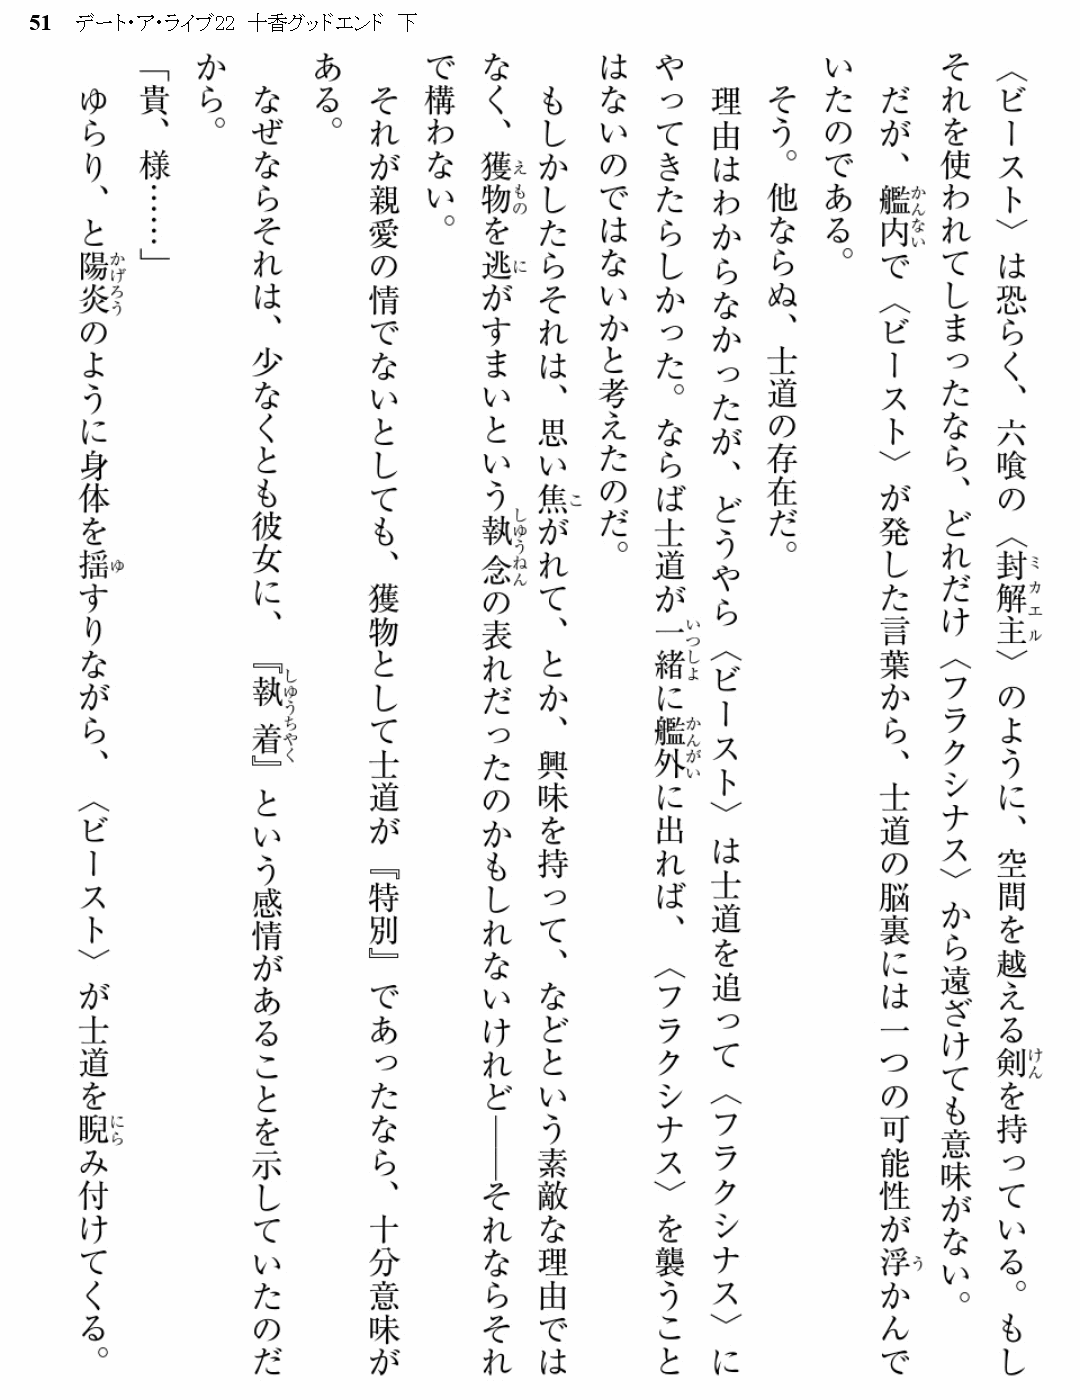 51 デート・ア・ライブ22 十香グッドエンド 下
〈ビースト〉は恐らく、六喰の〈封解主〉のように、空間を越える剣を持っている。もし
それを使われてしまったなら、どれだけ〈フラクシナス〉から遠ざけても意味がない。
だが、艦内で〈ビースト〉が発した言葉から、士道の脳裏には一つの可能性が浮かんで
いたのである。
そう。他ならぬ、士道の存在だ。
理由はわからなかったが、どうやら〈ビースト〉は士道を追って〈フラクシナス〉に
やってきたらしかった。ならば士道が一緒に艦外に出れば、〈フラクシナス〉を襲うこと
はないのではないかと考えたのだ。
もしかしたらそれは、思い焦がれて、とか、興味を持って、などという素敵な理由では
なく、獲物を逃がすまいという執念の表れだったのかもしれないけれど――それならそれ
で構わない。
それが親愛の情でないとしても、獲物として士道が『特別』であったなら、十分意味が
ある。
なぜならそれは、少なくとも彼女に、『執着』という感情があることを示していたのだ
から。
「貴、様……」
ゆらり、と陽炎のように身体を揺すりながら、〈ビースト〉が士道を睨み付けてくる。